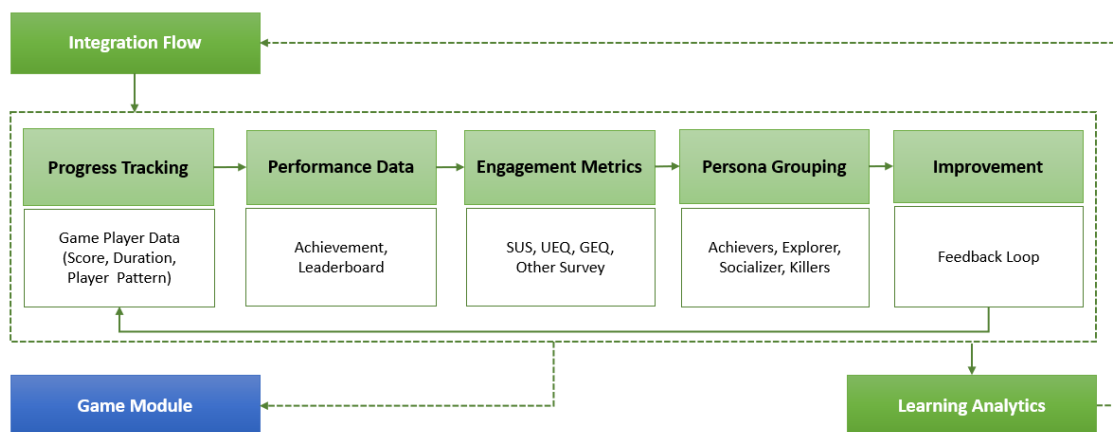 Integration Flow
Progress Tracking
Performance Data
Engagement Metrics
Persona Grouping
Improvement
Game Player Data
(Score, Duration,
Player Pattern)
Achievement,
Leaderboard
SUS, UEQ, GEQ,
Other Survey
Achievers, Explorer,
Socializer, Killers
Feedback Loop
Game Module
Learning Analytics